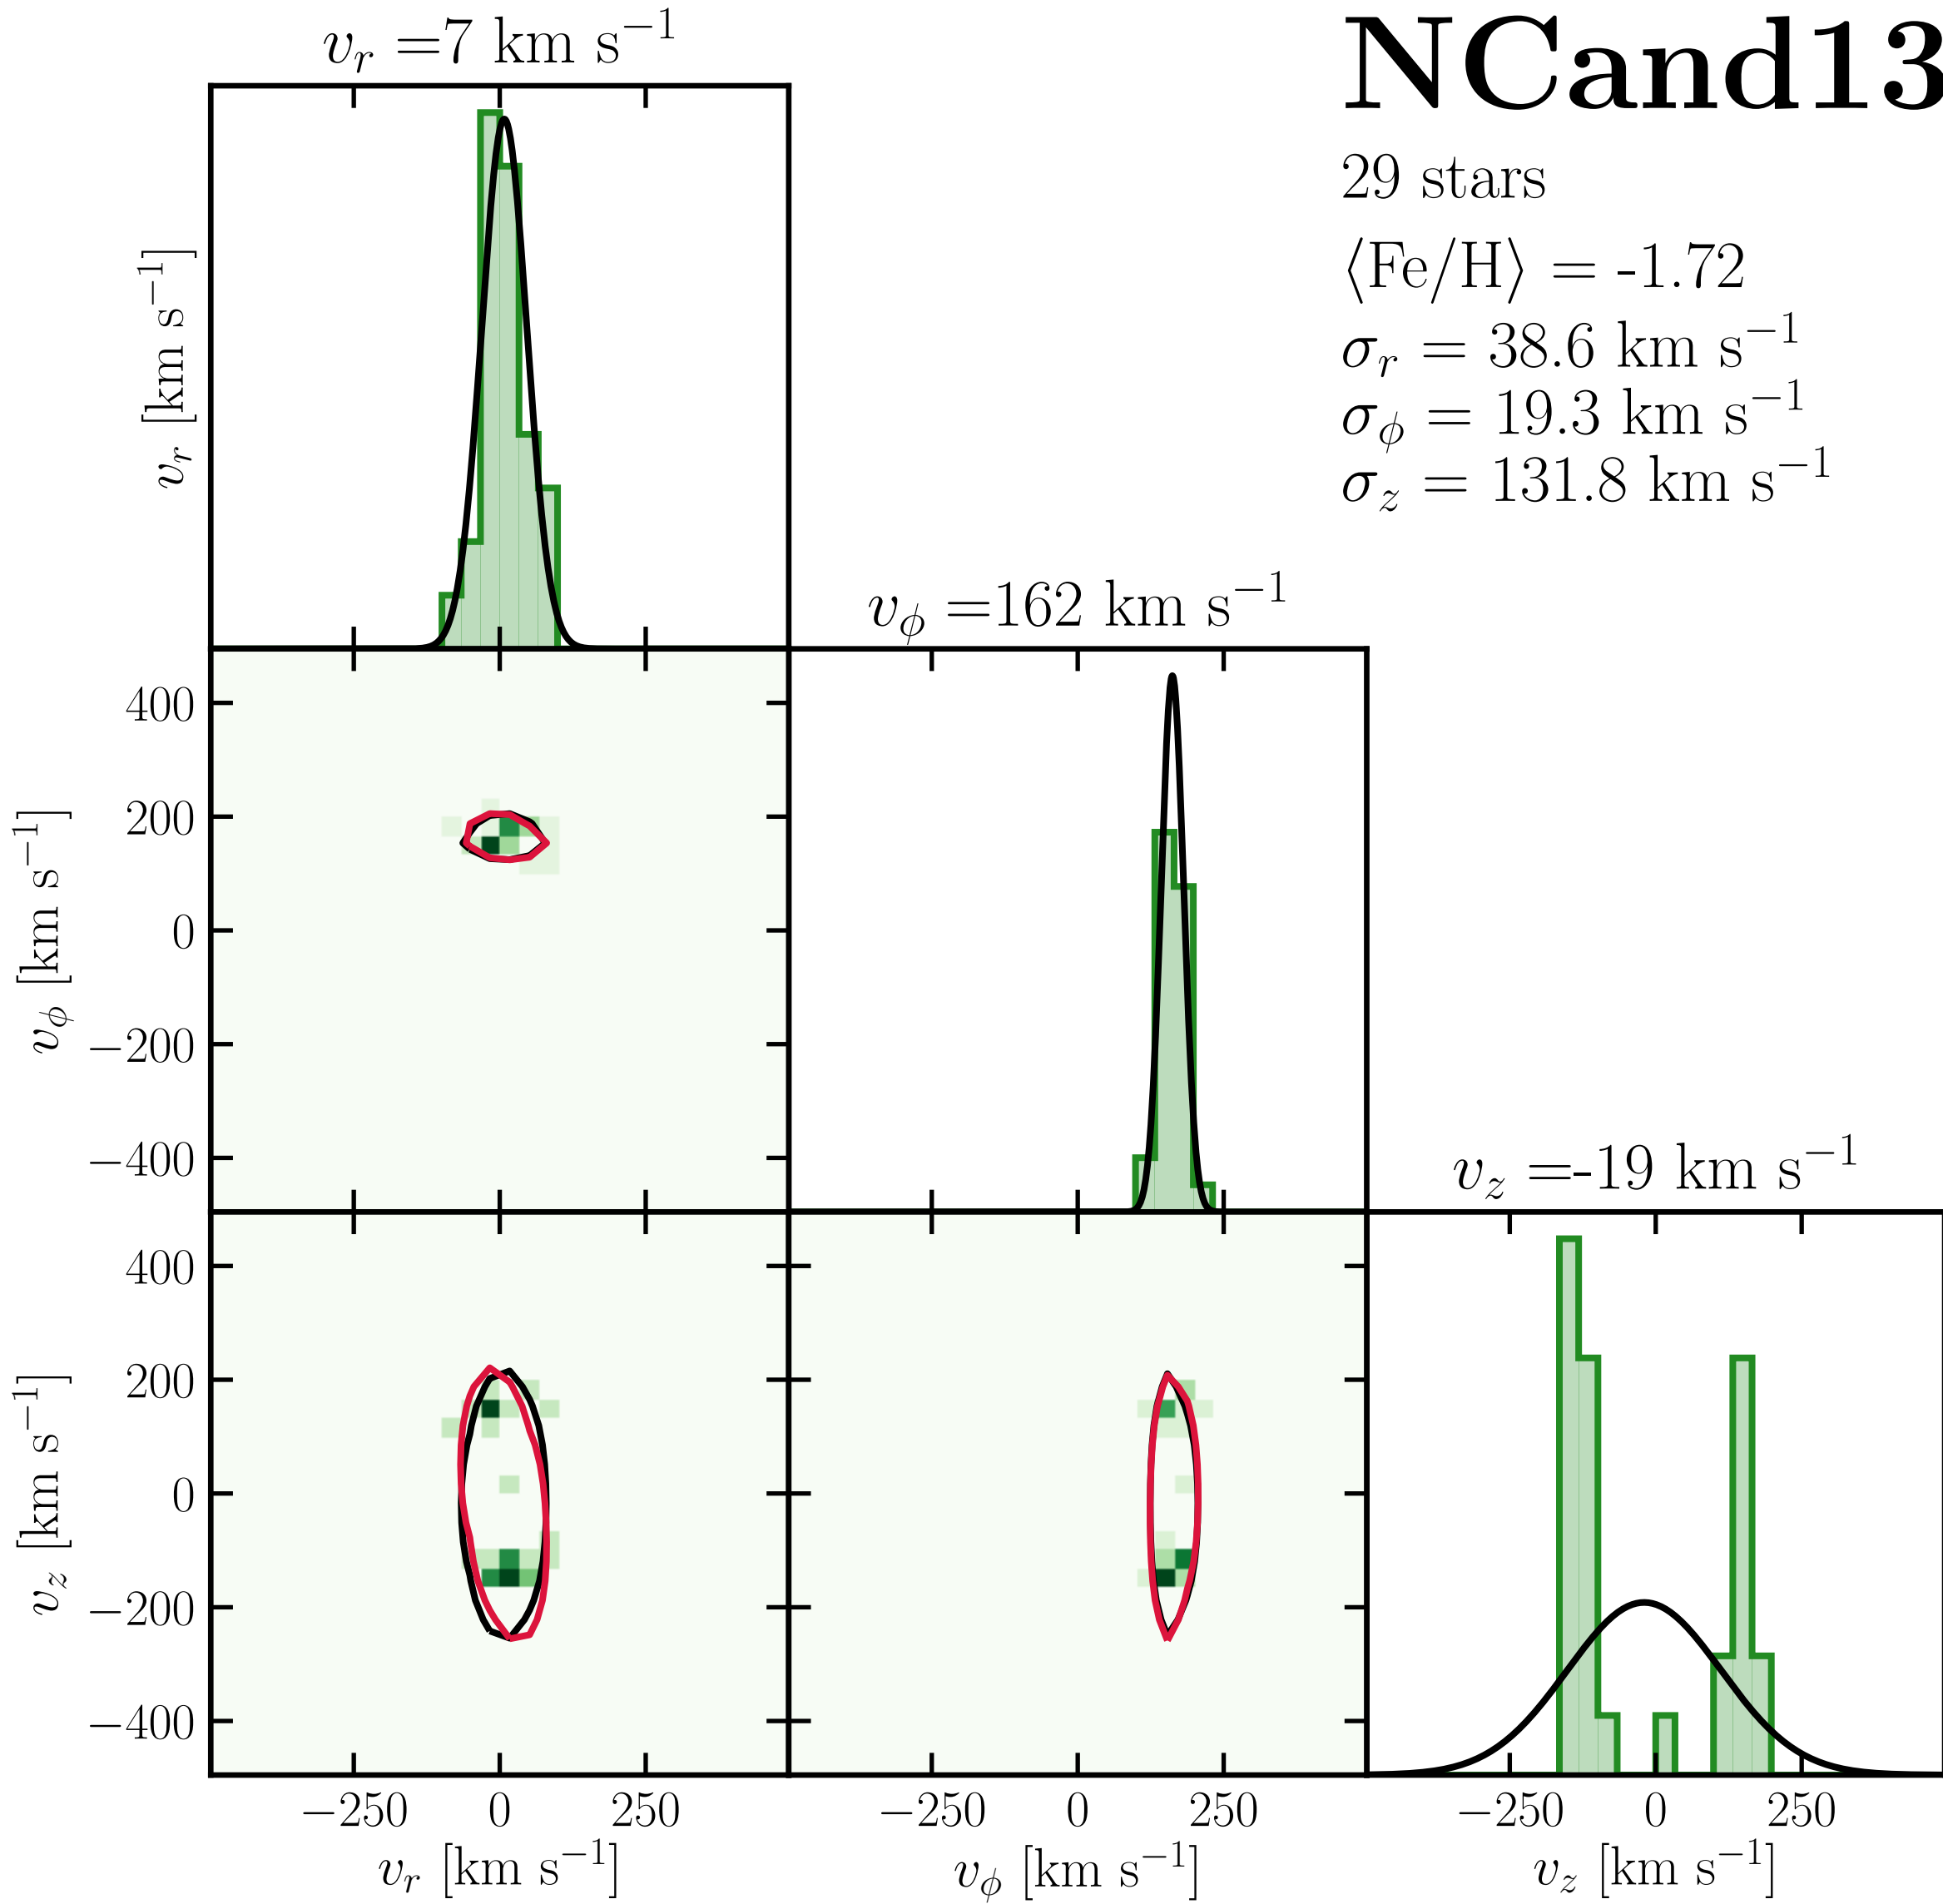 NCand13
29 stars
⟨Fe/H⟩ = -1.72
σ_r = 38.6 km s⁻¹
σ_ϕ = 19.3 km s⁻¹
σ_z = 131.8 km s⁻¹
v_r =7 km s⁻¹
v_r [km s⁻¹]
v_ϕ =162 km s⁻¹
400
200
0
−200
−400
v_ϕ [km s⁻¹]
v_z =-19 km s⁻¹
400
200
0
−200
−400
v_z [km s⁻¹]
−250 0 250
v_r [km s⁻¹]
−250 0 250
v_ϕ [km s⁻¹]
−250 0 250
v_z [km s⁻¹]